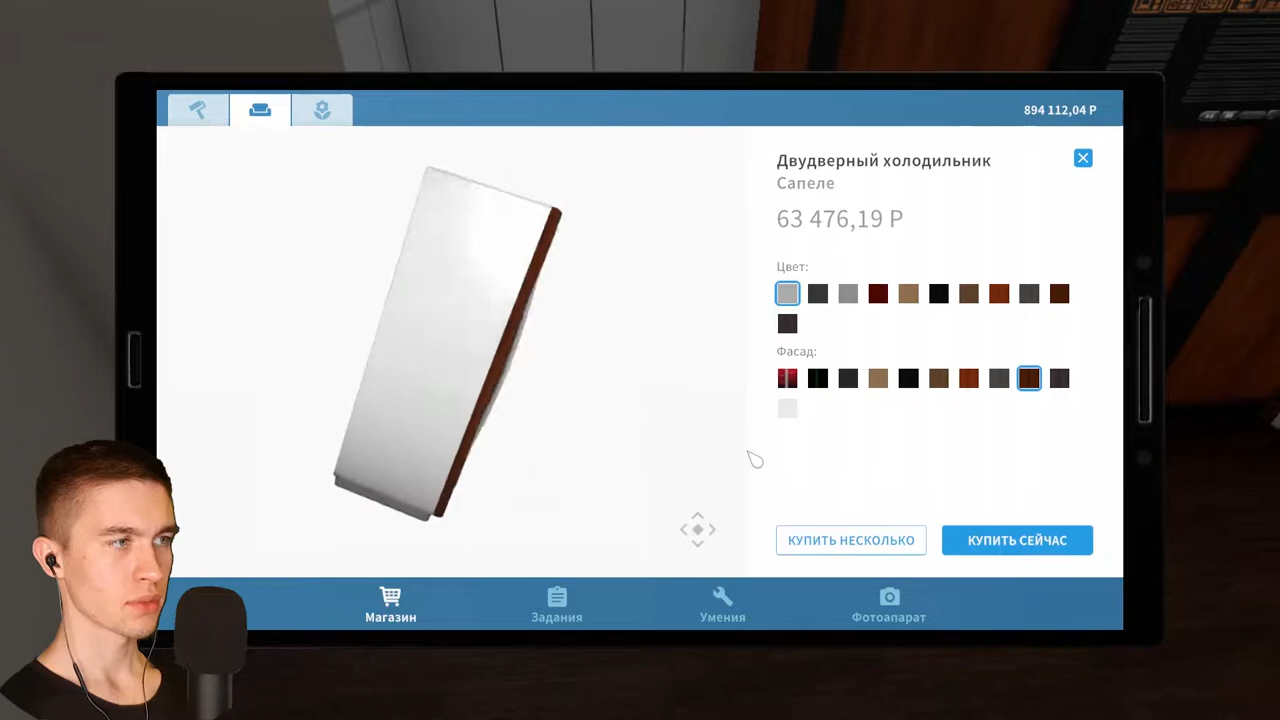 894 112,04 Р
Двудверный холодильник
Сапеле
63 476,19 Р
Цвет:
Фасад:
КУПИТЬ НЕСКОЛЬКО
КУПИТЬ СЕЙЧАС
Магазин
Задания
Умения
Фотоапарат